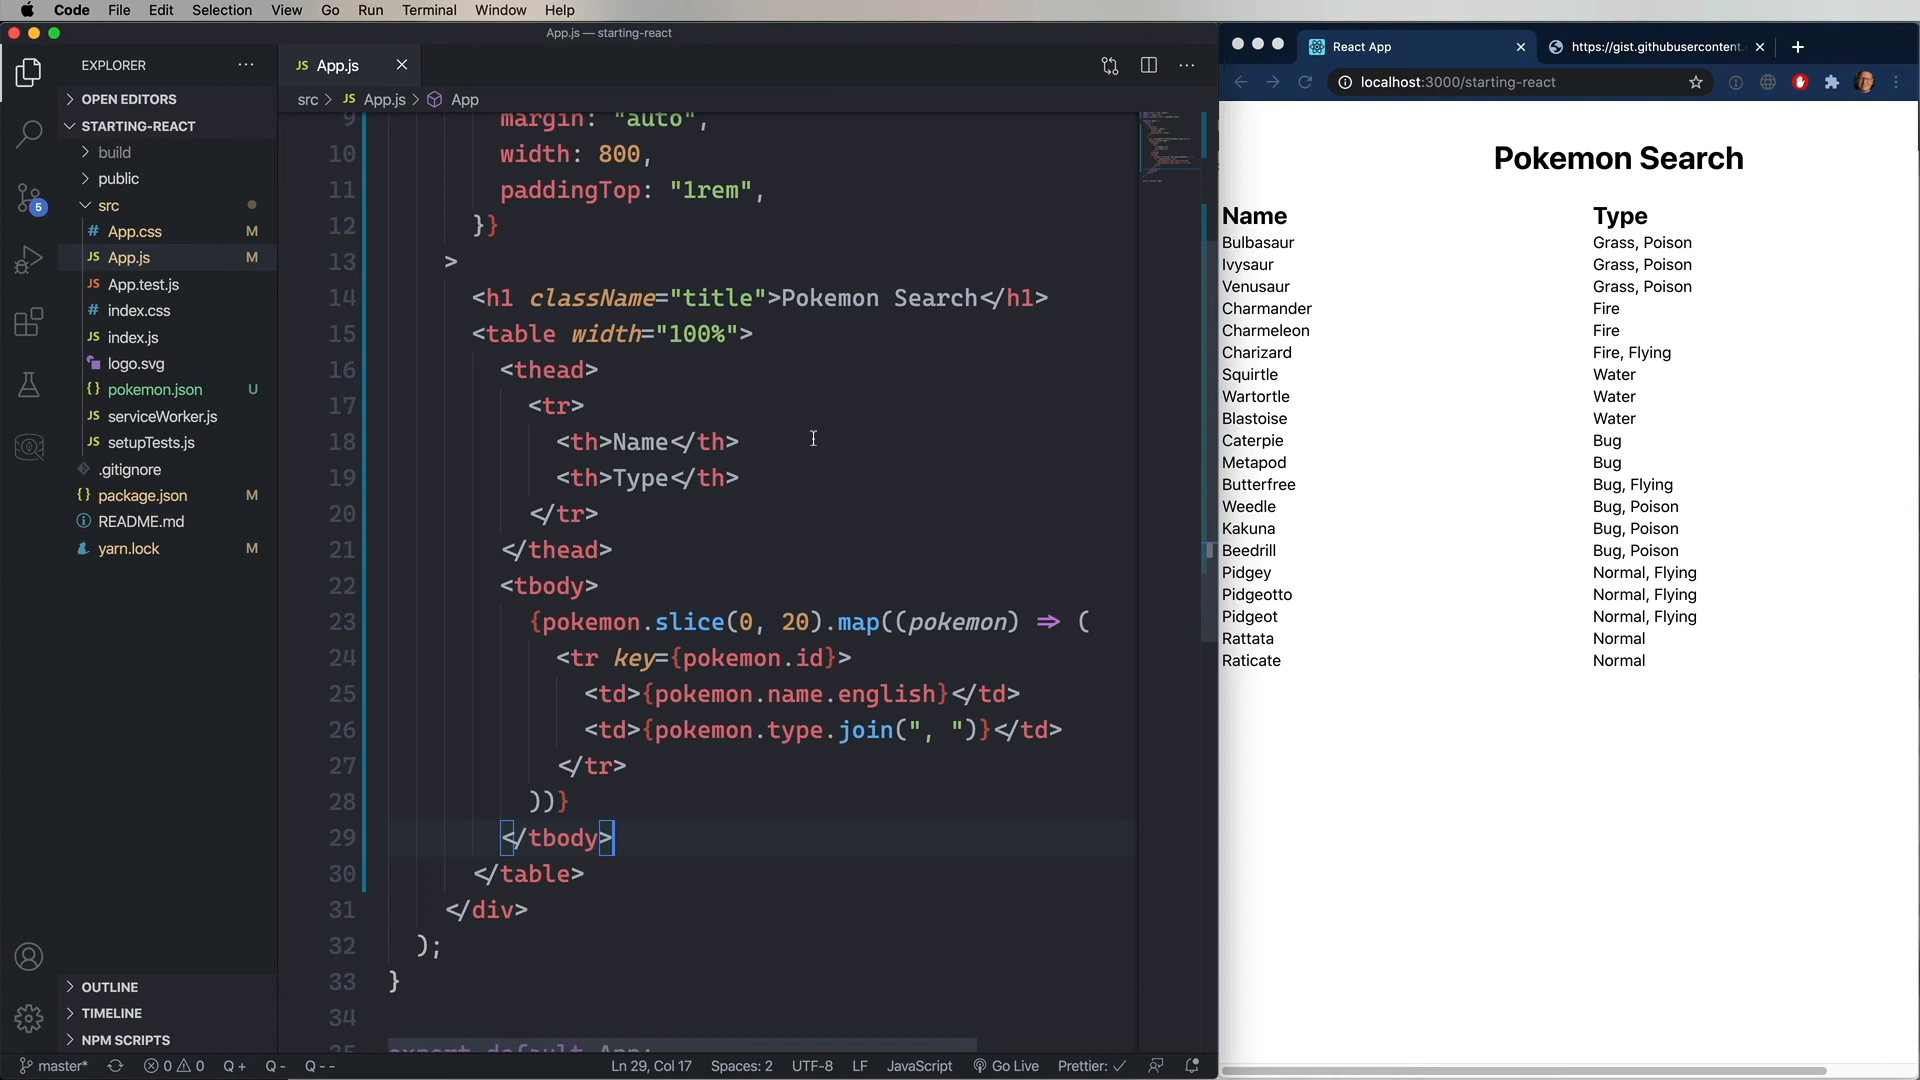 Code File Edit Selection View Go Run Terminal Window Help
App.js — starting-react
EXPLORER
OPEN EDITORS
STARTING-REACT
build
public
src
# App.css M
JS App.js M
JS App.test.js
# index.css
JS index.js
logo.svg
{} pokemon.json U
JS serviceWorker.js
JS setupTests.js
.gitignore
{} package.json M
README.md
yarn.lock M
5
OUTLINE
TIMELINE
NPM SCRIPTS
JS App.js
src > JS App.js > App
9 margin: "auto",
10 width: 800,
11 paddingTop: "1rem",
12 }}
13 >
14 <h1 className="title">Pokemon Search</h1>
15 <table width="100%">
16 <thead>
17 <tr>
18 <th>Name</th>
19 <th>Type</th>
20 </tr>
21 </thead>
22 <tbody>
23 {pokemon.slice(0, 20).map((pokemon) => (
24 <tr key={pokemon.id}>
25 <td>{pokemon.name.english}</td>
26 <td>{pokemon.type.join(", ")}</td>
27 </tr>
28 ))}
29 </tbody>
30 </table>
31 </div>
32 );
33 }
34
35 export default App;
master* 0 0 Q + Q - Q - - Ln 29, Col 17 Spaces: 2 UTF-8 LF JavaScript Go Live Prettier: ✓
React App
https://gist.githubusercontent.
localhost:3000/starting-react
Pokemon Search
Name Type
Bulbasaur Grass, Poison
Ivysaur Grass, Poison
Venusaur Grass, Poison
Charmander Fire
Charmeleon Fire
Charizard Fire, Flying
Squirtle Water
Wartortle Water
Blastoise Water
Caterpie Bug
Metapod Bug
Butterfree Bug, Flying
Weedle Bug, Poison
Kakuna Bug, Poison
Beedrill Bug, Poison
Pidgey Normal, Flying
Pidgeotto Normal, Flying
Pidgeot Normal, Flying
Rattata Normal
Raticate Normal